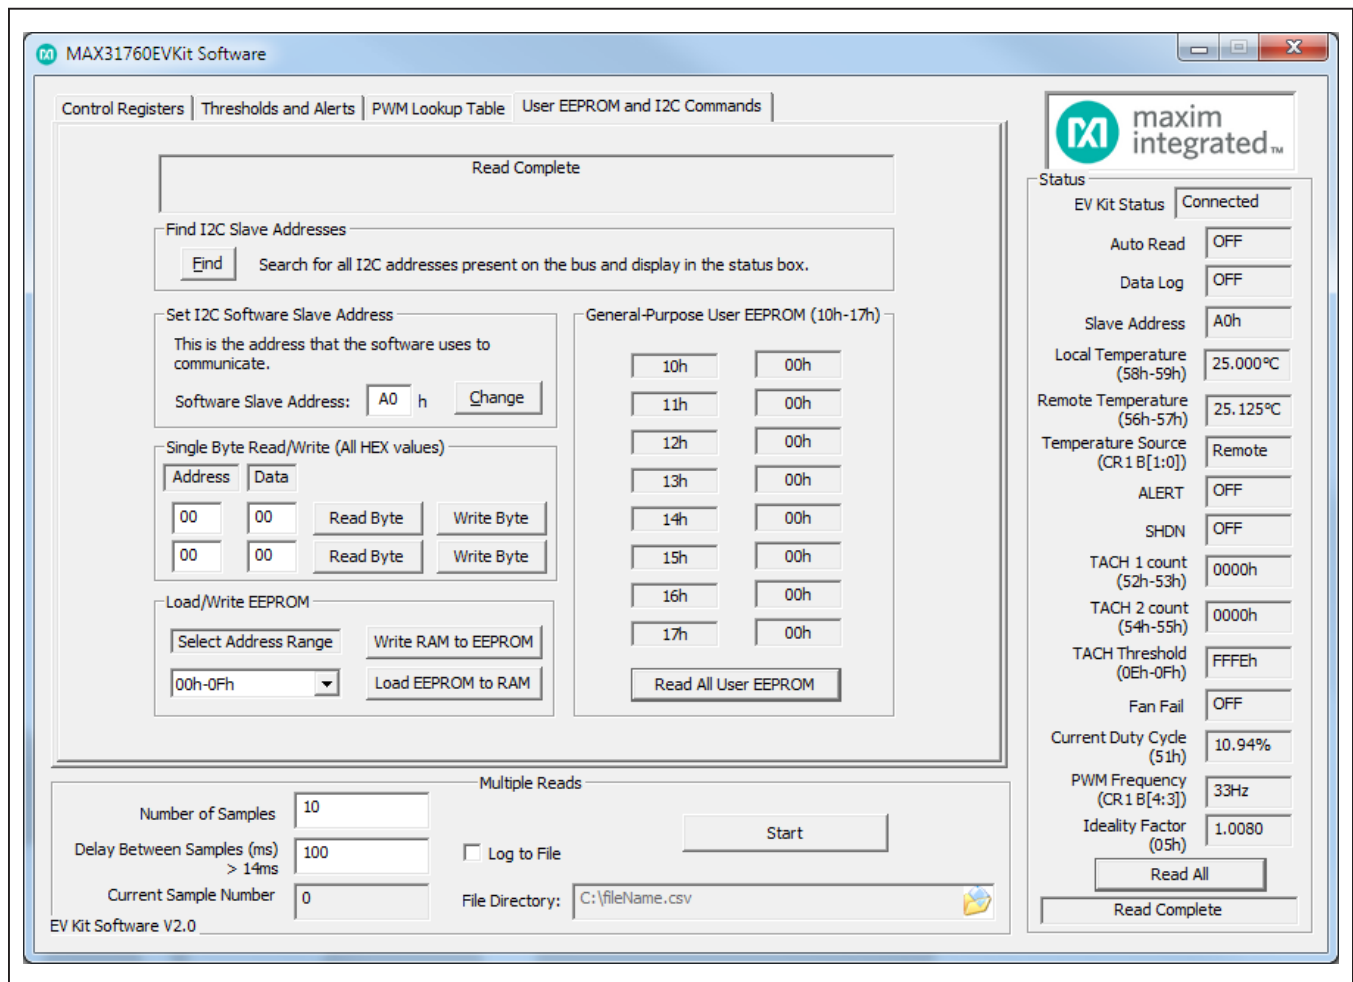 MAX31760EVKit Software
Control Registers
Thresholds and Alerts
PWM Lookup Table
User EEPROM and I2C Commands
Read Complete
Find I2C Slave Addresses
Find
Search for all I2C addresses present on the bus and display in the status box.
Set I2C Software Slave Address
This is the address that the software uses to
communicate.
Software Slave Address: A0 h
Change
Single Byte Read/Write (All HEX values)
Address Data
00 00 Read Byte Write Byte
00 00 Read Byte Write Byte
Load/Write EEPROM
Select Address Range
Write RAM to EEPROM
00h-0Fh
Load EEPROM to RAM
General-Purpose User EEPROM (10h-17h)
10h 00h
11h 00h
12h 00h
13h 00h
14h 00h
15h 00h
16h 00h
17h 00h
Read All User EEPROM
maxim
integrated™
Status
EV Kit Status Connected
Auto Read OFF
Data Log OFF
Slave Address A0h
Local Temperature
(58h-59h) 25.000°C
Remote Temperature
(56h-57h) 25.125°C
Temperature Source
(CR1 B[1:0]) Remote
ALERT OFF
SHDN OFF
TACH 1 count
(52h-53h) 0000h
TACH 2 count
(54h-55h) 0000h
TACH Threshold
(0Eh-0Fh) FFFEh
Fan Fail OFF
Current Duty Cycle
(51h) 10.94%
PWM Frequency
(CR1 B[4:3]) 33Hz
Ideality Factor
(05h) 1.0080
Read All
Read Complete
Multiple Reads
Number of Samples 10
Delay Between Samples (ms)
> 14ms 100
Current Sample Number 0
Start
Log to File
File Directory: C:\fileName.csv
EV Kit Software V2.0